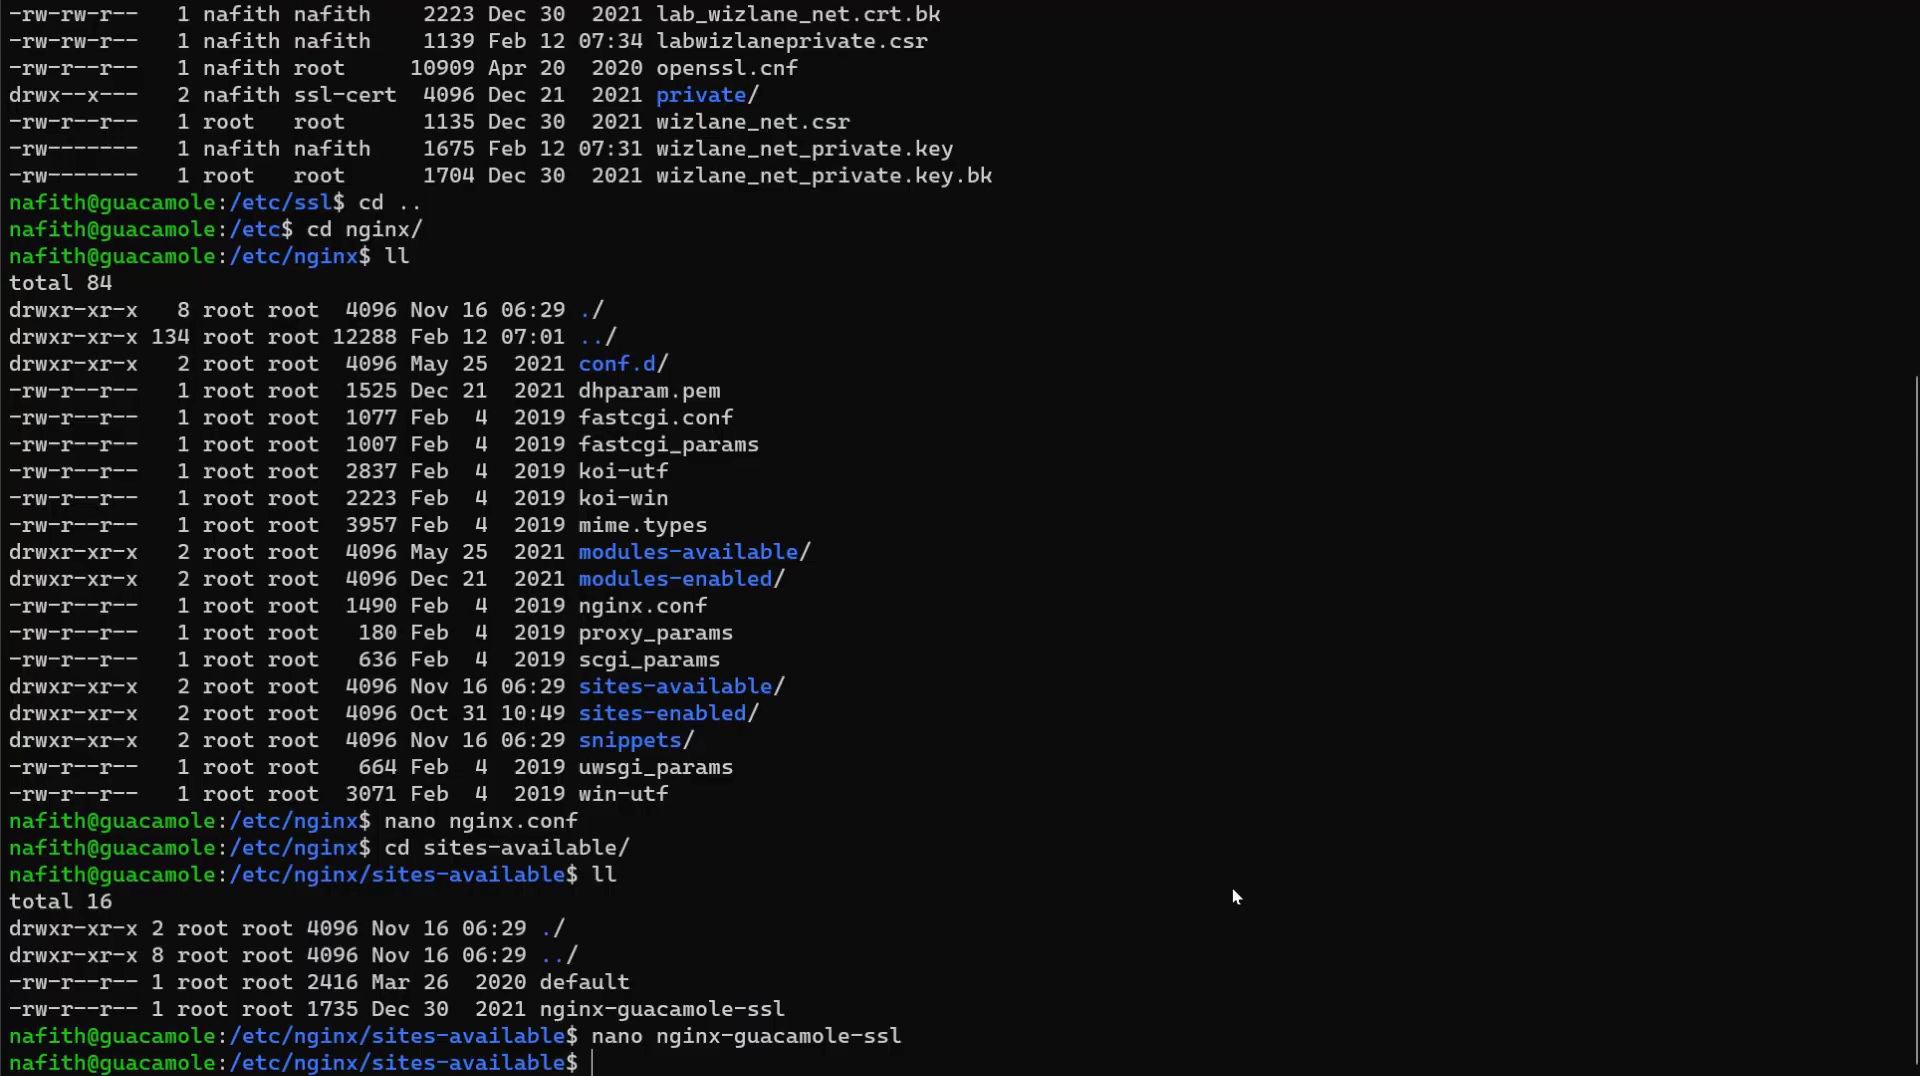 -rw-rw-r--   1 nafith nafith    2223 Dec 30  2021 lab_wizlane_net.crt.bk
-rw-rw-r--   1 nafith nafith    1139 Feb 12 07:34 labwizlaneprivate.csr
-rw-r--r--   1 nafith root     10909 Apr 20  2020 openssl.cnf
drwx--x---   2 nafith ssl-cert  4096 Dec 21  2021 private/
-rw-r--r--   1 root   root      1135 Dec 30  2021 wizlane_net.csr
-rw-------   1 nafith nafith    1675 Feb 12 07:31 wizlane_net_private.key
-rw-------   1 root   root      1704 Dec 30  2021 wizlane_net_private.key.bk
nafith@guacamole:/etc/ssl$ cd ..
nafith@guacamole:/etc$ cd nginx/
nafith@guacamole:/etc/nginx$ ll
total 84
drwxr-xr-x   8 root root  4096 Nov 16 06:29 ./
drwxr-xr-x 134 root root 12288 Feb 12 07:01 ../
drwxr-xr-x   2 root root  4096 May 25  2021 conf.d/
-rw-r--r--   1 root root  1525 Dec 21  2021 dhparam.pem
-rw-r--r--   1 root root  1077 Feb  4  2019 fastcgi.conf
-rw-r--r--   1 root root  1007 Feb  4  2019 fastcgi_params
-rw-r--r--   1 root root  2837 Feb  4  2019 koi-utf
-rw-r--r--   1 root root  2223 Feb  4  2019 koi-win
-rw-r--r--   1 root root  3957 Feb  4  2019 mime.types
drwxr-xr-x   2 root root  4096 May 25  2021 modules-available/
drwxr-xr-x   2 root root  4096 Dec 21  2021 modules-enabled/
-rw-r--r--   1 root root  1490 Feb  4  2019 nginx.conf
-rw-r--r--   1 root root   180 Feb  4  2019 proxy_params
-rw-r--r--   1 root root   636 Feb  4  2019 scgi_params
drwxr-xr-x   2 root root  4096 Nov 16 06:29 sites-available/
drwxr-xr-x   2 root root  4096 Oct 31 10:49 sites-enabled/
drwxr-xr-x   2 root root  4096 Nov 16 06:29 snippets/
-rw-r--r--   1 root root   664 Feb  4  2019 uwsgi_params
-rw-r--r--   1 root root  3071 Feb  4  2019 win-utf
nafith@guacamole:/etc/nginx$ nano nginx.conf
nafith@guacamole:/etc/nginx$ cd sites-available/
nafith@guacamole:/etc/nginx/sites-available$ ll
total 16
drwxr-xr-x 2 root root 4096 Nov 16 06:29 ./
drwxr-xr-x 8 root root 4096 Nov 16 06:29 ../
-rw-r--r-- 1 root root 2416 Mar 26  2020 default
-rw-r--r-- 1 root root 1735 Dec 30  2021 nginx-guacamole-ssl
nafith@guacamole:/etc/nginx/sites-available$ nano nginx-guacamole-ssl
nafith@guacamole:/etc/nginx/sites-available$